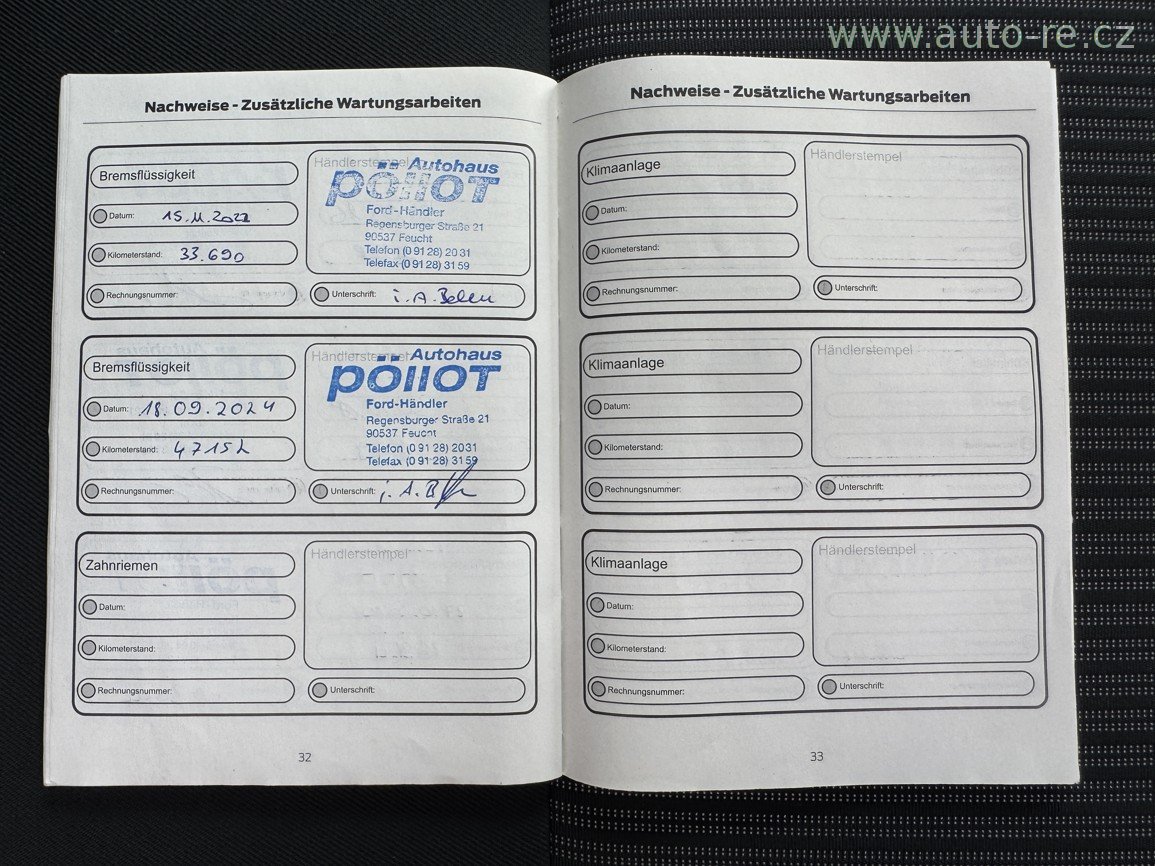 www.auto-re.cz
Nachweise - Zusätzliche Wartungsarbeiten
Bremsflüssigkeit
Datum: 15.11.2022
Kilometerstand: 33.690
Rechnungsnummer:
Händlerstempel
Autohaus
pöllOT
Ford-Händler
Regensburger Straße 21
90537 Feucht
Telefon (0 91 28) 20 31
Telefax (0 91 28) 31 59
Unterschrift: i.A.
Bremsflüssigkeit
Datum: 18.09.2024
Kilometerstand: 47152
Rechnungsnummer:
Händlerstempel
Autohaus
pöllOT
Ford-Händler
Regensburger Straße 21
90537 Feucht
Telefon (0 91 28) 20 31
Telefax (0 91 28) 31 59
Unterschrift: i.A.
Zahnriemen
Datum:
Kilometerstand:
Rechnungsnummer:
Händlerstempel
Unterschrift:
32
Nachweise - Zusätzliche Wartungsarbeiten
Klimaanlage
Datum:
Kilometerstand:
Rechnungsnummer:
Händlerstempel
Unterschrift:
Klimaanlage
Datum:
Kilometerstand:
Rechnungsnummer:
Händlerstempel
Unterschrift:
Klimaanlage
Datum:
Kilometerstand:
Rechnungsnummer:
Händlerstempel
Unterschrift:
33